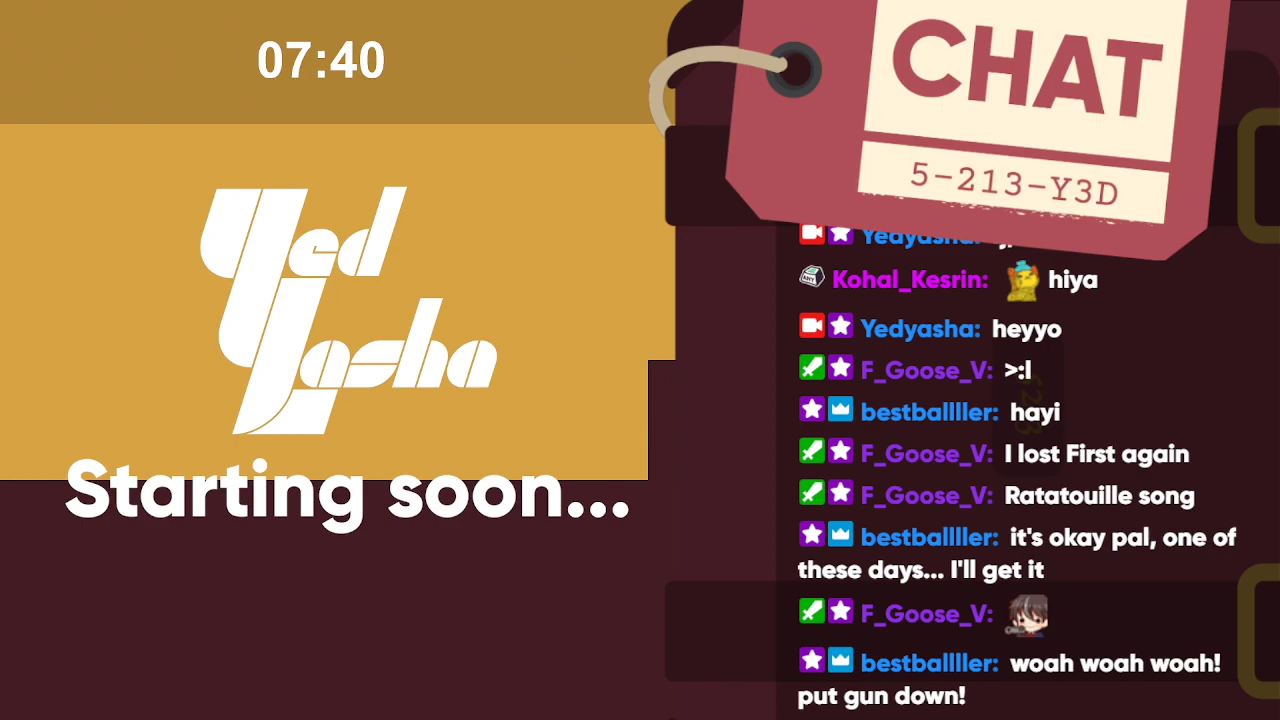 07:40
Yed
Yasha
Starting soon...
CHAT
5-213-Y3D
Yedyasha:
Kohal_Kesrin: hiya
Yedyasha: heyyo
F_Goose_V: >:l
bestballller: hayi
F_Goose_V: I lost First again
F_Goose_V: Ratatouille song
bestballller: it's okay pal, one of
these days... I'll get it
F_Goose_V:
bestballller: woah woah woah!
put gun down!